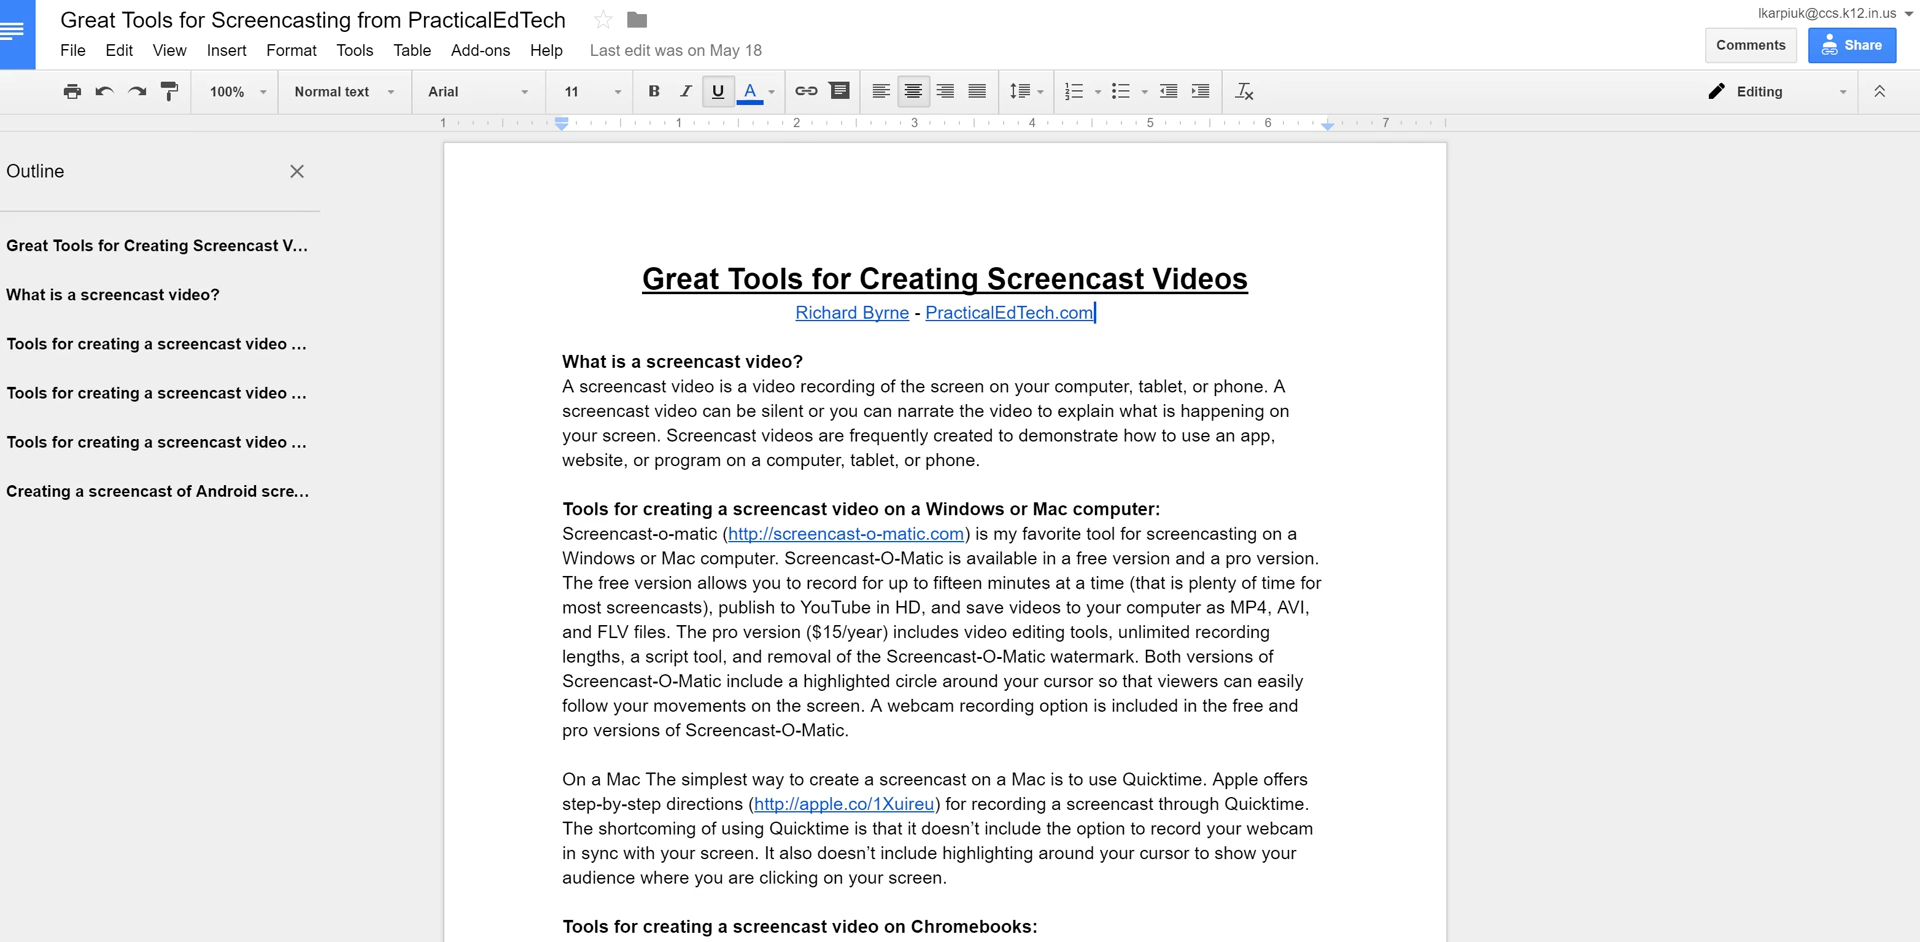 Great Tools for Screencasting from PracticalEdTech
lkarpiuk@ccs.k12.in.us
File Edit View Insert Format Tools Table Add-ons Help Last edit was on May 18
Comments Share
100% Normal text Arial 11 B I U A Editing
1 1 2 3 4 5 6 7
Outline
Great Tools for Creating Screencast V...
What is a screencast video?
Tools for creating a screencast video ...
Tools for creating a screencast video ...
Tools for creating a screencast video ...
Creating a screencast of Android scre...
Great Tools for Creating Screencast Videos
Richard Byrne - PracticalEdTech.com
What is a screencast video?
A screencast video is a video recording of the screen on your computer, tablet, or phone. A
screencast video can be silent or you can narrate the video to explain what is happening on
your screen. Screencast videos are frequently created to demonstrate how to use an app,
website, or program on a computer, tablet, or phone.
Tools for creating a screencast video on a Windows or Mac computer:
Screencast-o-matic (http://screencast-o-matic.com) is my favorite tool for screencasting on a
Windows or Mac computer. Screencast-O-Matic is available in a free version and a pro version.
The free version allows you to record for up to fifteen minutes at a time (that is plenty of time for
most screencasts), publish to YouTube in HD, and save videos to your computer as MP4, AVI,
and FLV files. The pro version ($15/year) includes video editing tools, unlimited recording
lengths, a script tool, and removal of the Screencast-O-Matic watermark. Both versions of
Screencast-O-Matic include a highlighted circle around your cursor so that viewers can easily
follow your movements on the screen. A webcam recording option is included in the free and
pro versions of Screencast-O-Matic.
On a Mac The simplest way to create a screencast on a Mac is to use Quicktime. Apple offers
step-by-step directions (http://apple.co/1Xuireu) for recording a screencast through Quicktime.
The shortcoming of using Quicktime is that it doesn’t include the option to record your webcam
in sync with your screen. It also doesn’t include highlighting around your cursor to show your
audience where you are clicking on your screen.
Tools for creating a screencast video on Chromebooks: